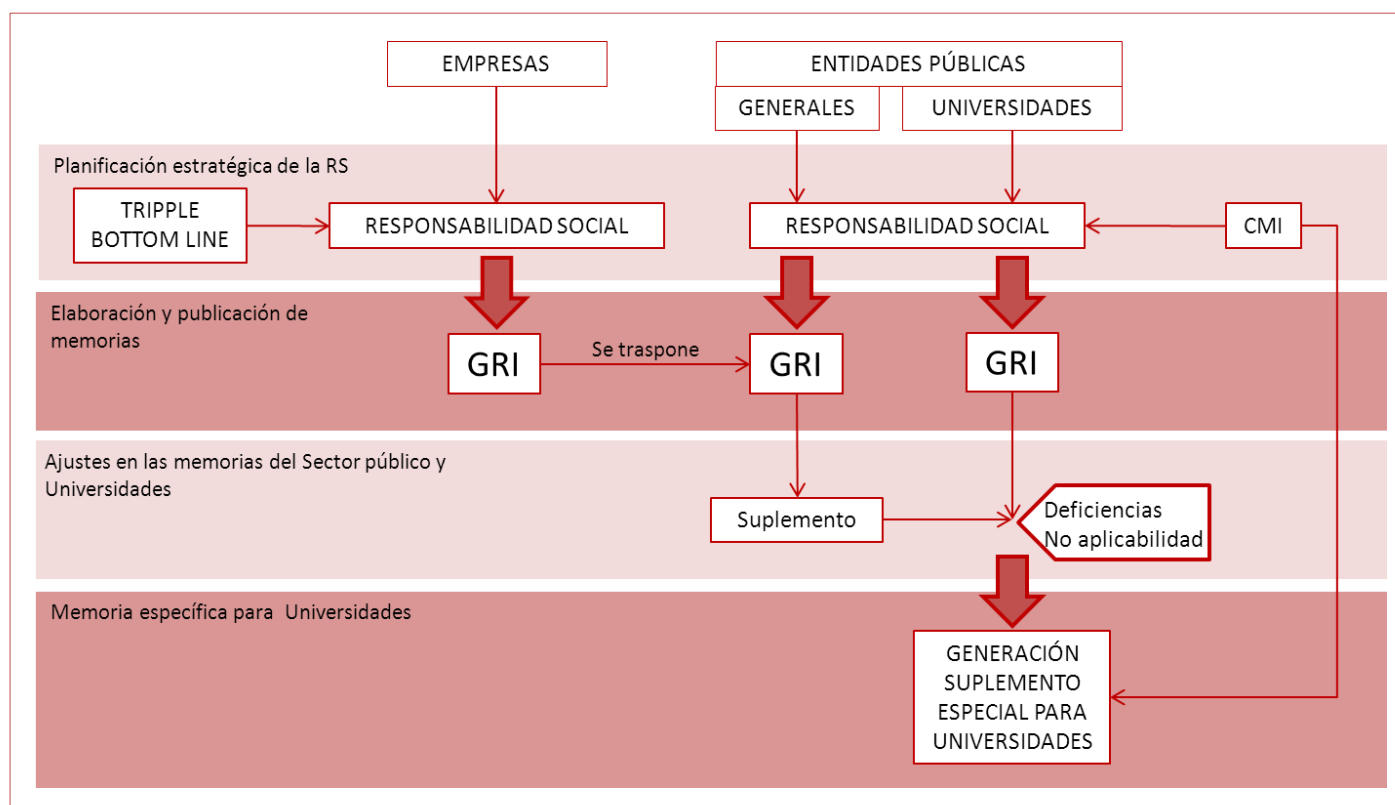 EMPRESAS
ENTIDADES PÚBLICAS
GENERALES
UNIVERSIDADES
Planificación estratégica de la RS
TRIPPLE
BOTTOM LINE
RESPONSABILIDAD SOCIAL
RESPONSABILIDAD SOCIAL
CMI
Elaboración y publicación de
memorias
GRI
Se traspone
GRI
GRI
Ajustes en las memorias del Sector público y
Universidades
Suplemento
Deficiencias
No aplicabilidad
Memoria específica para Universidades
GENERACIÓN
SUPLEMENTO
ESPECIAL PARA
UNIVERSIDADES